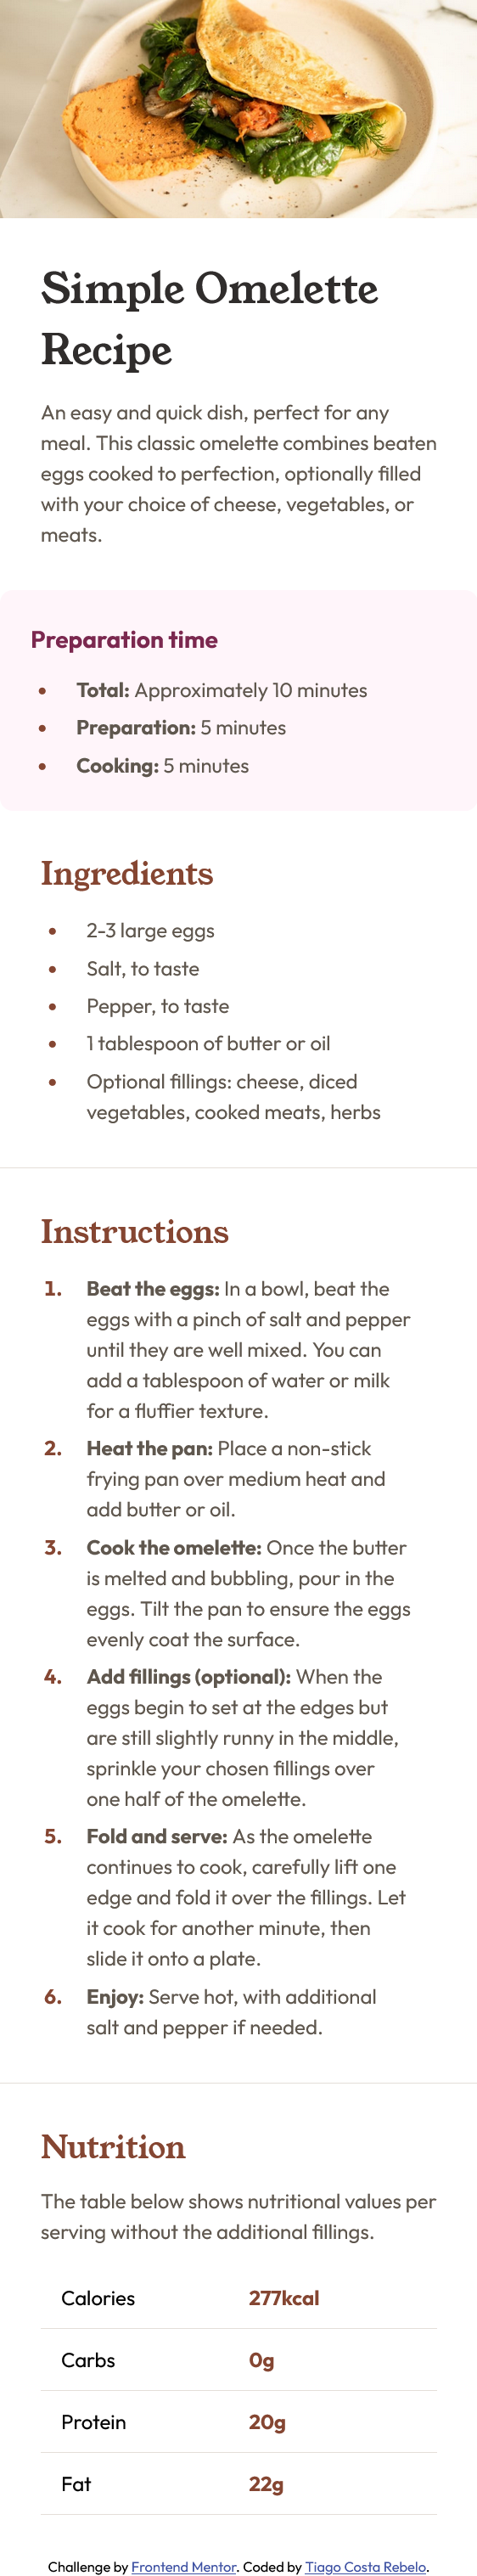 Simple Omelette
Recipe
An easy and quick dish, perfect for any
meal. This classic omelette combines beaten
eggs cooked to perfection, optionally filled
with your choice of cheese, vegetables, or
meats.
Preparation time
• Total: Approximately 10 minutes
• Preparation: 5 minutes
• Cooking: 5 minutes
Ingredients
• 2-3 large eggs
• Salt, to taste
• Pepper, to taste
• 1 tablespoon of butter or oil
• Optional fillings: cheese, diced
vegetables, cooked meats, herbs
Instructions
1. Beat the eggs: In a bowl, beat the
eggs with a pinch of salt and pepper
until they are well mixed. You can
add a tablespoon of water or milk
for a fluffier texture.
2. Heat the pan: Place a non-stick
frying pan over medium heat and
add butter or oil.
3. Cook the omelette: Once the butter
is melted and bubbling, pour in the
eggs. Tilt the pan to ensure the eggs
evenly coat the surface.
4. Add fillings (optional): When the
eggs begin to set at the edges but
are still slightly runny in the middle,
sprinkle your chosen fillings over
one half of the omelette.
5. Fold and serve: As the omelette
continues to cook, carefully lift one
edge and fold it over the fillings. Let
it cook for another minute, then
slide it onto a plate.
6. Enjoy: Serve hot, with additional
salt and pepper if needed.
Nutrition
The table below shows nutritional values per
serving without the additional fillings.
Calories 277kcal
Carbs 0g
Protein 20g
Fat 22g
Challenge by Frontend Mentor. Coded by Tiago Costa Rebelo.